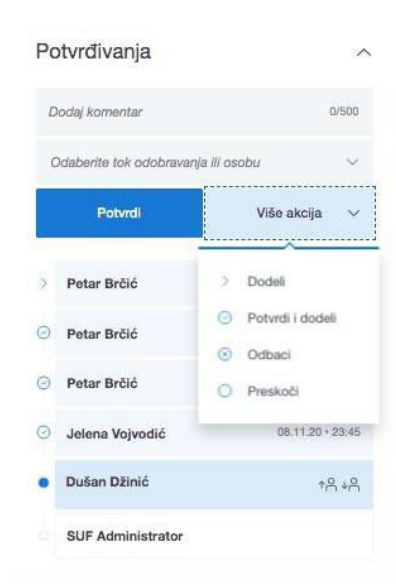 Potvrđivanja
Dodaj komentar 0/500
Odaberite tok odobravanja ili osobu
Potvrdi Više akcija
Petar Brčić Dodeli
Petar Brčić Potvrdi i dodeli
Odbaci
Petar Brčić Preskoči
Jelena Vojvodić 08.11.20 • 23:45
Dušan Džinić
SUF Administrator